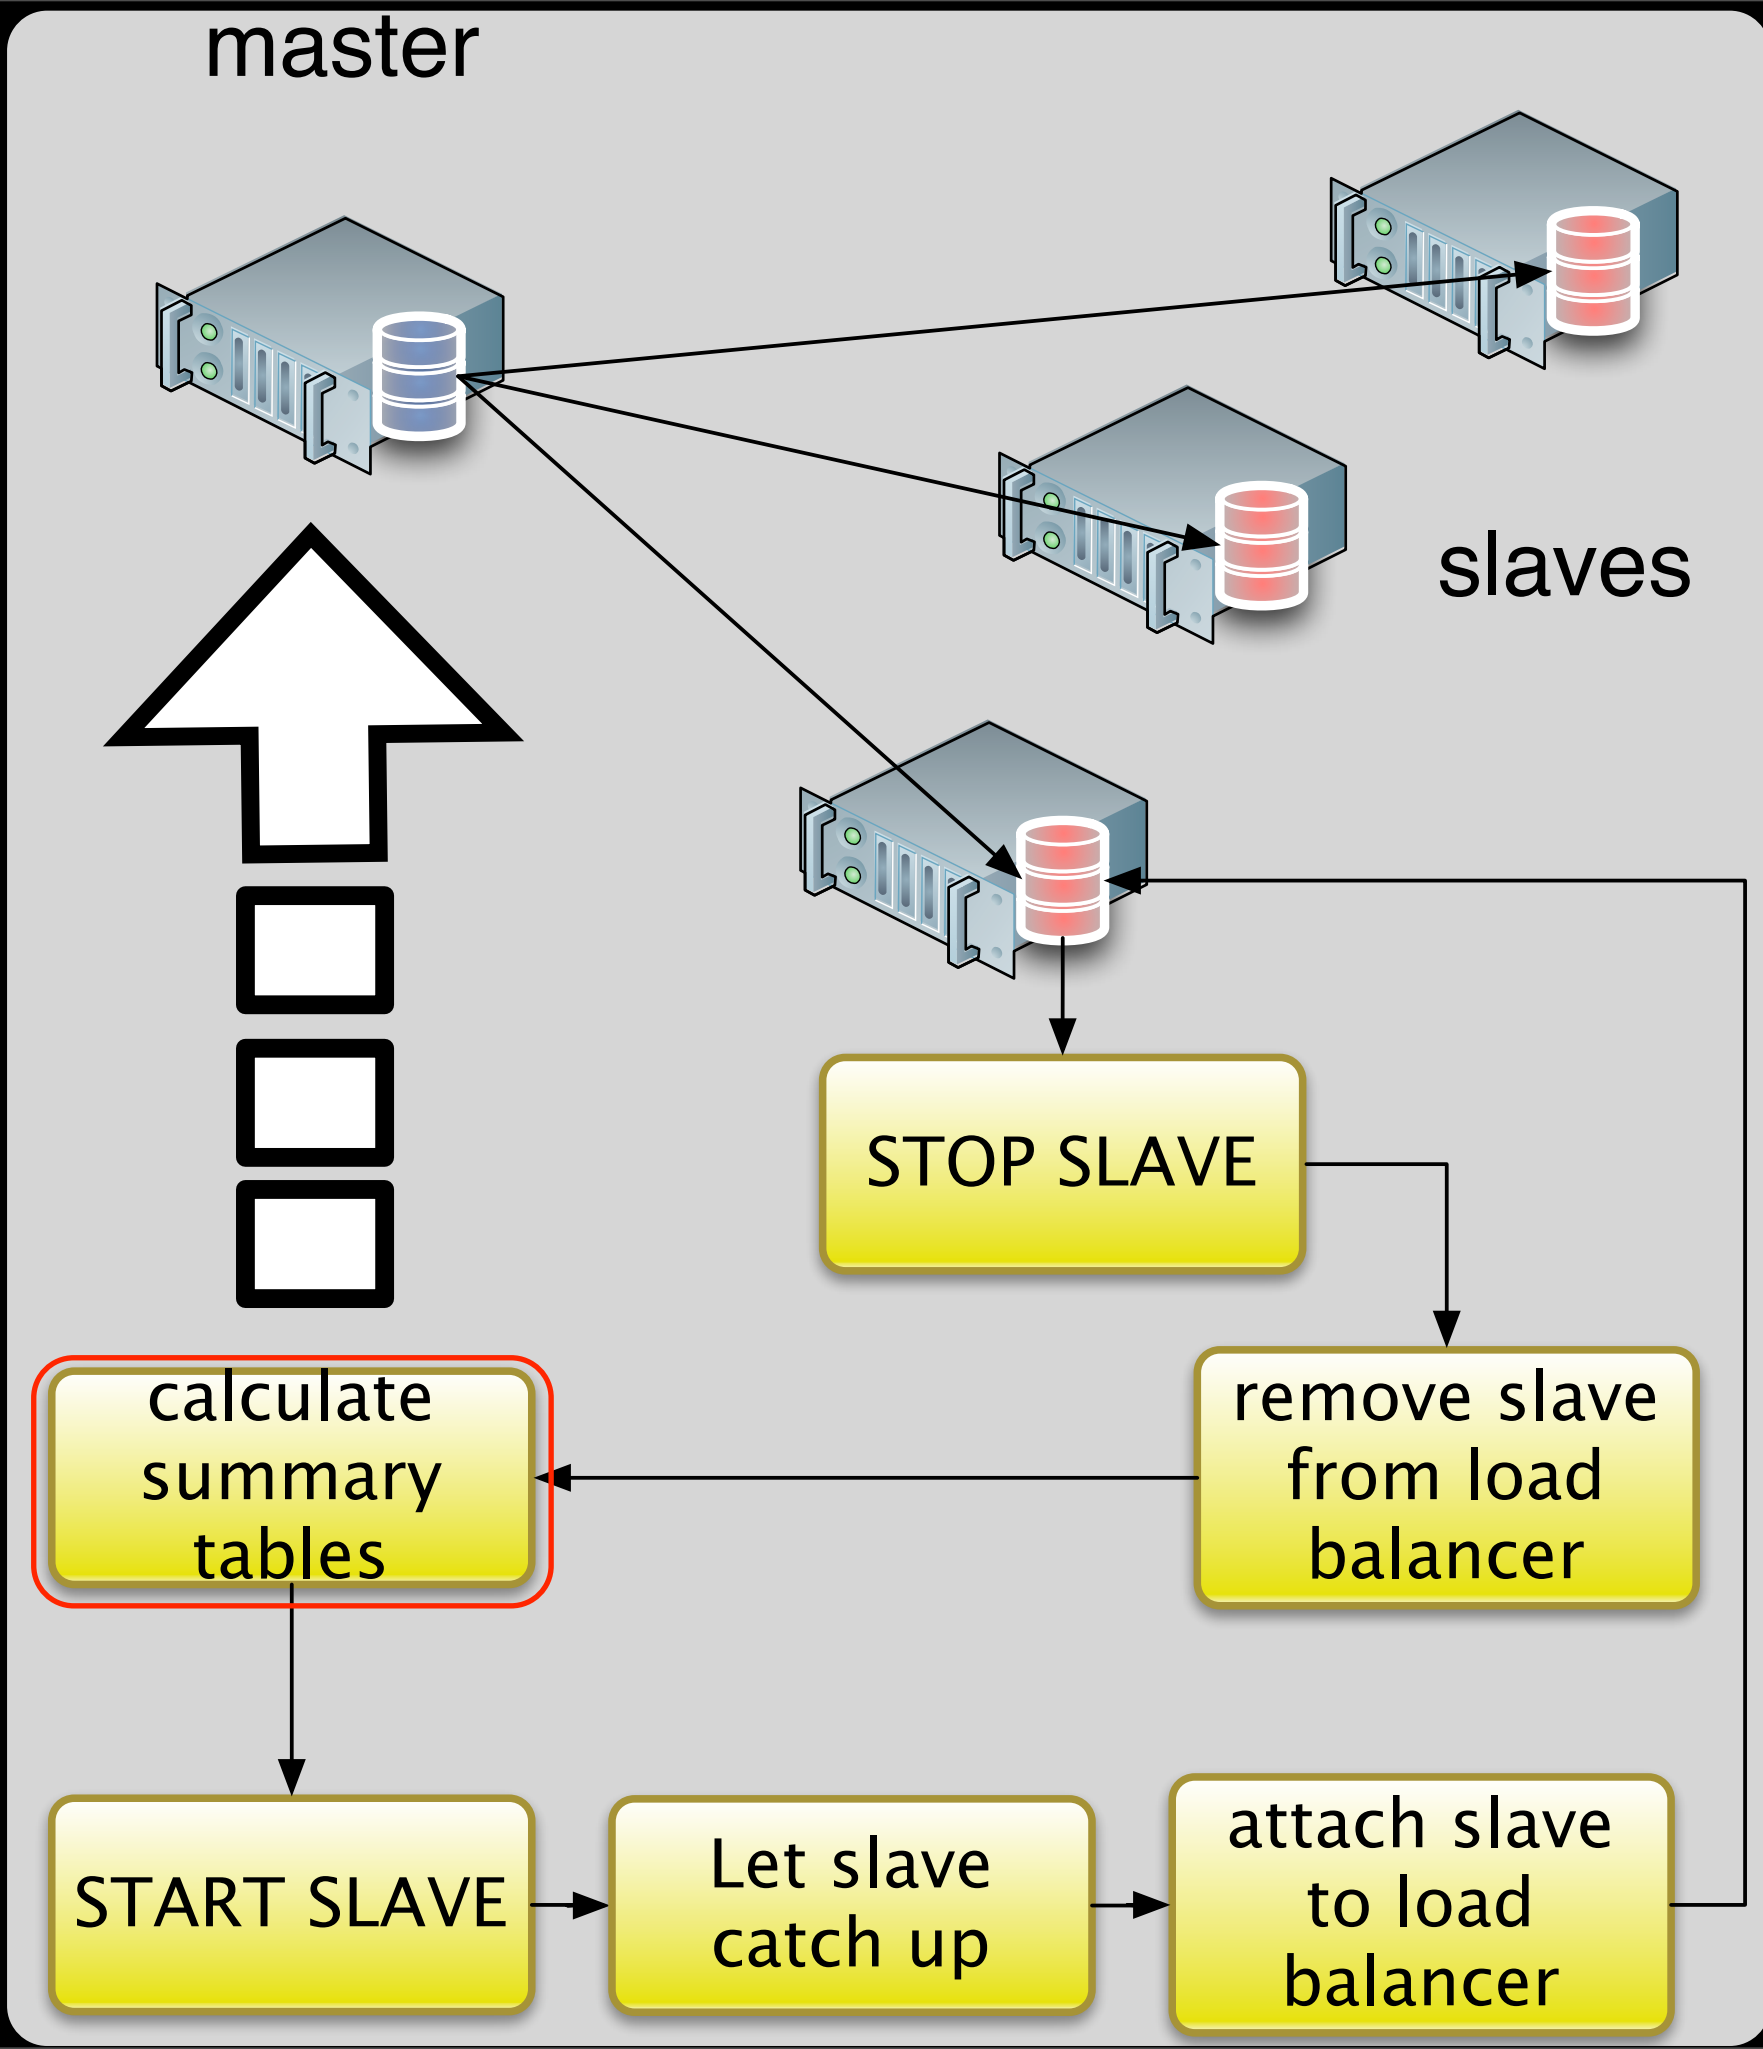 master
slaves
STOP SLAVE
remove slave
from load
balancer
calculate
summary
tables
START SLAVE
Let slave
catch up
attach slave
to load
balancer